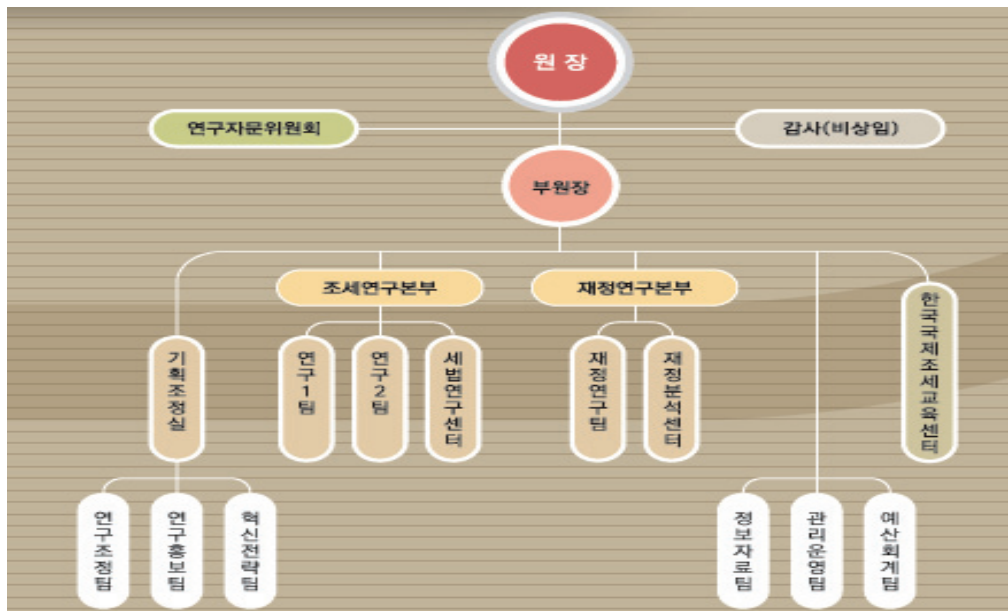 원 장
연구자문위원회
감사(비상임)
부원장
조세연구본부
재정연구본부
한국국제조세교육센터
기획조정실
연구1팀
연구2팀
세법연구센터
재정연구팀
재정분석센터
연구조정팀
연구홍보팀
혁신전략팀
정보자료팀
관리운영팀
예산회계팀